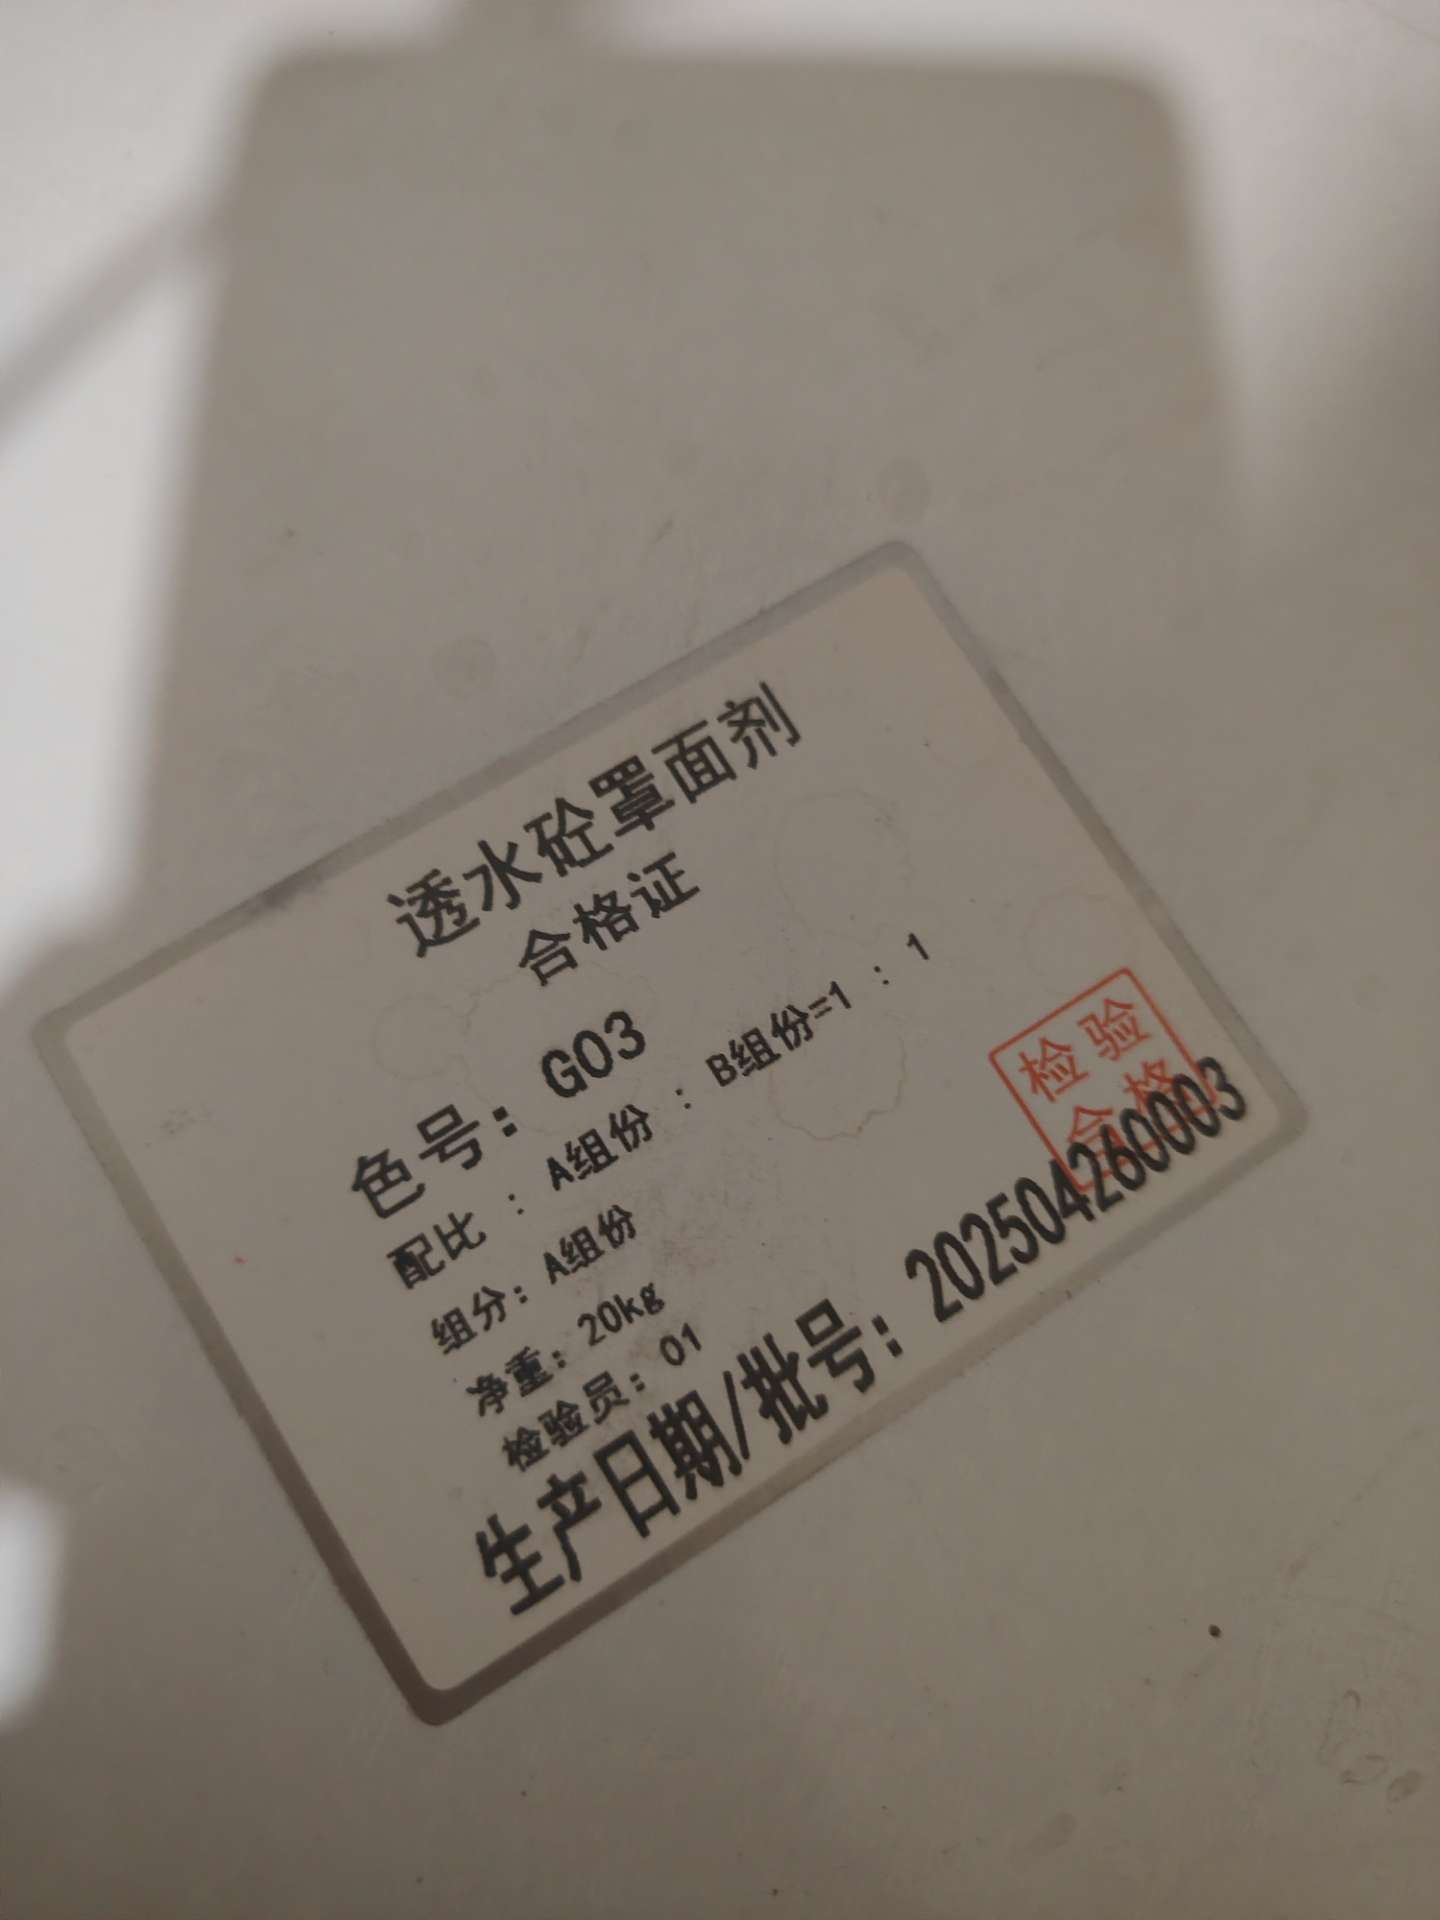 透水砼罩面剂
合格证
色号：G03
配比 ：A组份 ：B组份=1 ：1
组分：A组份
净重：20kg
检验员：01
检验
合格
生产日期/批号：202504260003